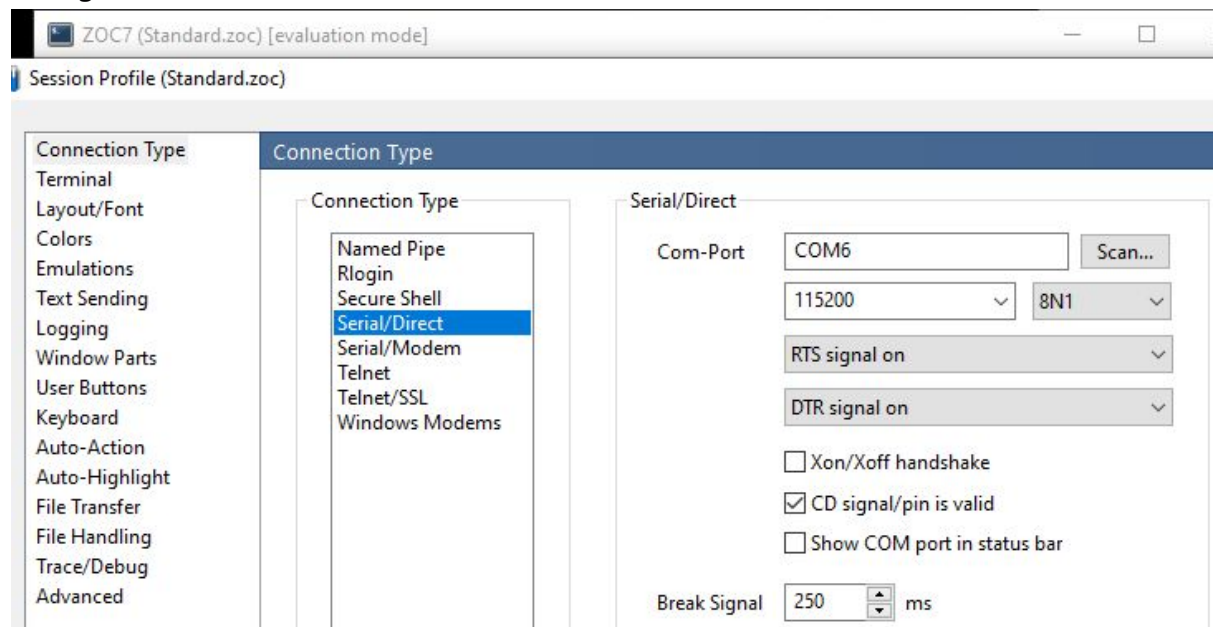 ZOC7 (Standard.zoc) [evaluation mode]
Session Profile (Standard.zoc)
Connection Type
Terminal
Layout/Font
Colors
Emulations
Text Sending
Logging
Window Parts
User Buttons
Keyboard
Auto-Action
Auto-Highlight
File Transfer
File Handling
Trace/Debug
Advanced
Connection Type
Connection Type
Named Pipe
Rlogin
Secure Shell
Serial/Direct
Serial/Modem
Telnet
Telnet/SSL
Windows Modems
Serial/Direct
Com-Port COM6 Scan...
115200 8N1
RTS signal on
DTR signal on
Xon/Xoff handshake
CD signal/pin is valid
Show COM port in status bar
Break Signal 250 ms